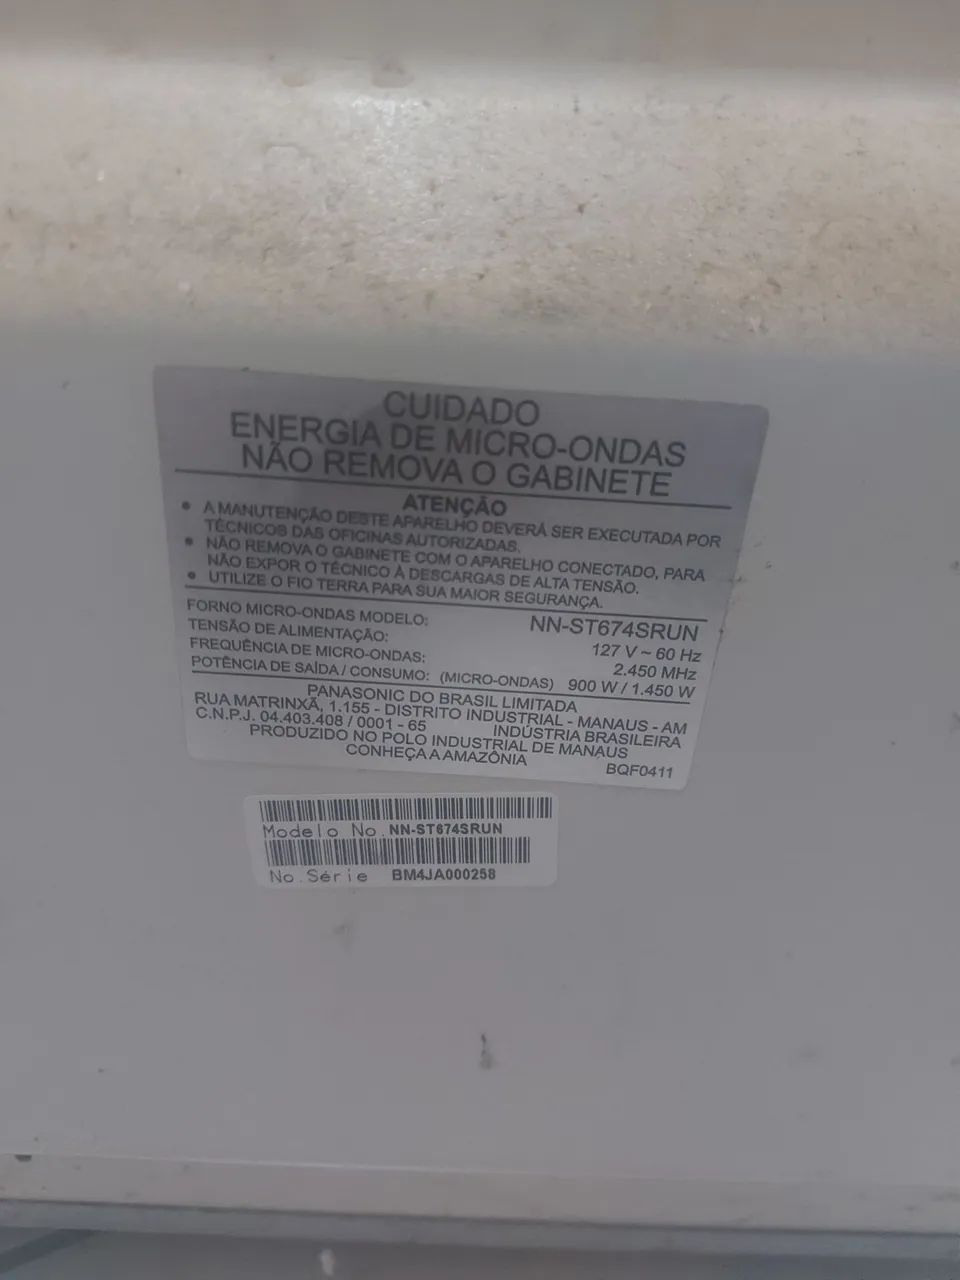 CUIDADO
ENERGIA DE MICRO-ONDAS
NÃO REMOVA O GABINETE
ATENÇÃO
• A MANUTENÇÃO DESTE APARELHO DEVERÁ SER EXECUTADA POR
TÉCNICOS DAS OFICINAS AUTORIZADAS.
• NÃO REMOVA O GABINETE COM O APARELHO CONECTADO, PARA
NÃO EXPOR O TÉCNICO À DESCARGAS DE ALTA TENSÃO.
• UTILIZE O FIO TERRA PARA SUA MAIOR SEGURANÇA.
FORNO MICRO-ONDAS MODELO: NN-ST674SRUN
TENSÃO DE ALIMENTAÇÃO: 127 V ~ 60 Hz
FREQUÊNCIA DE MICRO-ONDAS: 2.450 MHz
POTÊNCIA DE SAÍDA / CONSUMO: (MICRO-ONDAS) 900 W / 1.450 W
PANASONIC DO BRASIL LIMITADA
RUA MATRINXÃ, 1.155 - DISTRITO INDUSTRIAL - MANAUS - AM
C.N.P.J. 04.403.408 / 0001 - 65 INDÚSTRIA BRASILEIRA
PRODUZIDO NO POLO INDUSTRIAL DE MANAUS
CONHEÇA A AMAZÔNIA BQF0411
Modelo No. NN-ST674SRUN
No. Série BM4JA000258